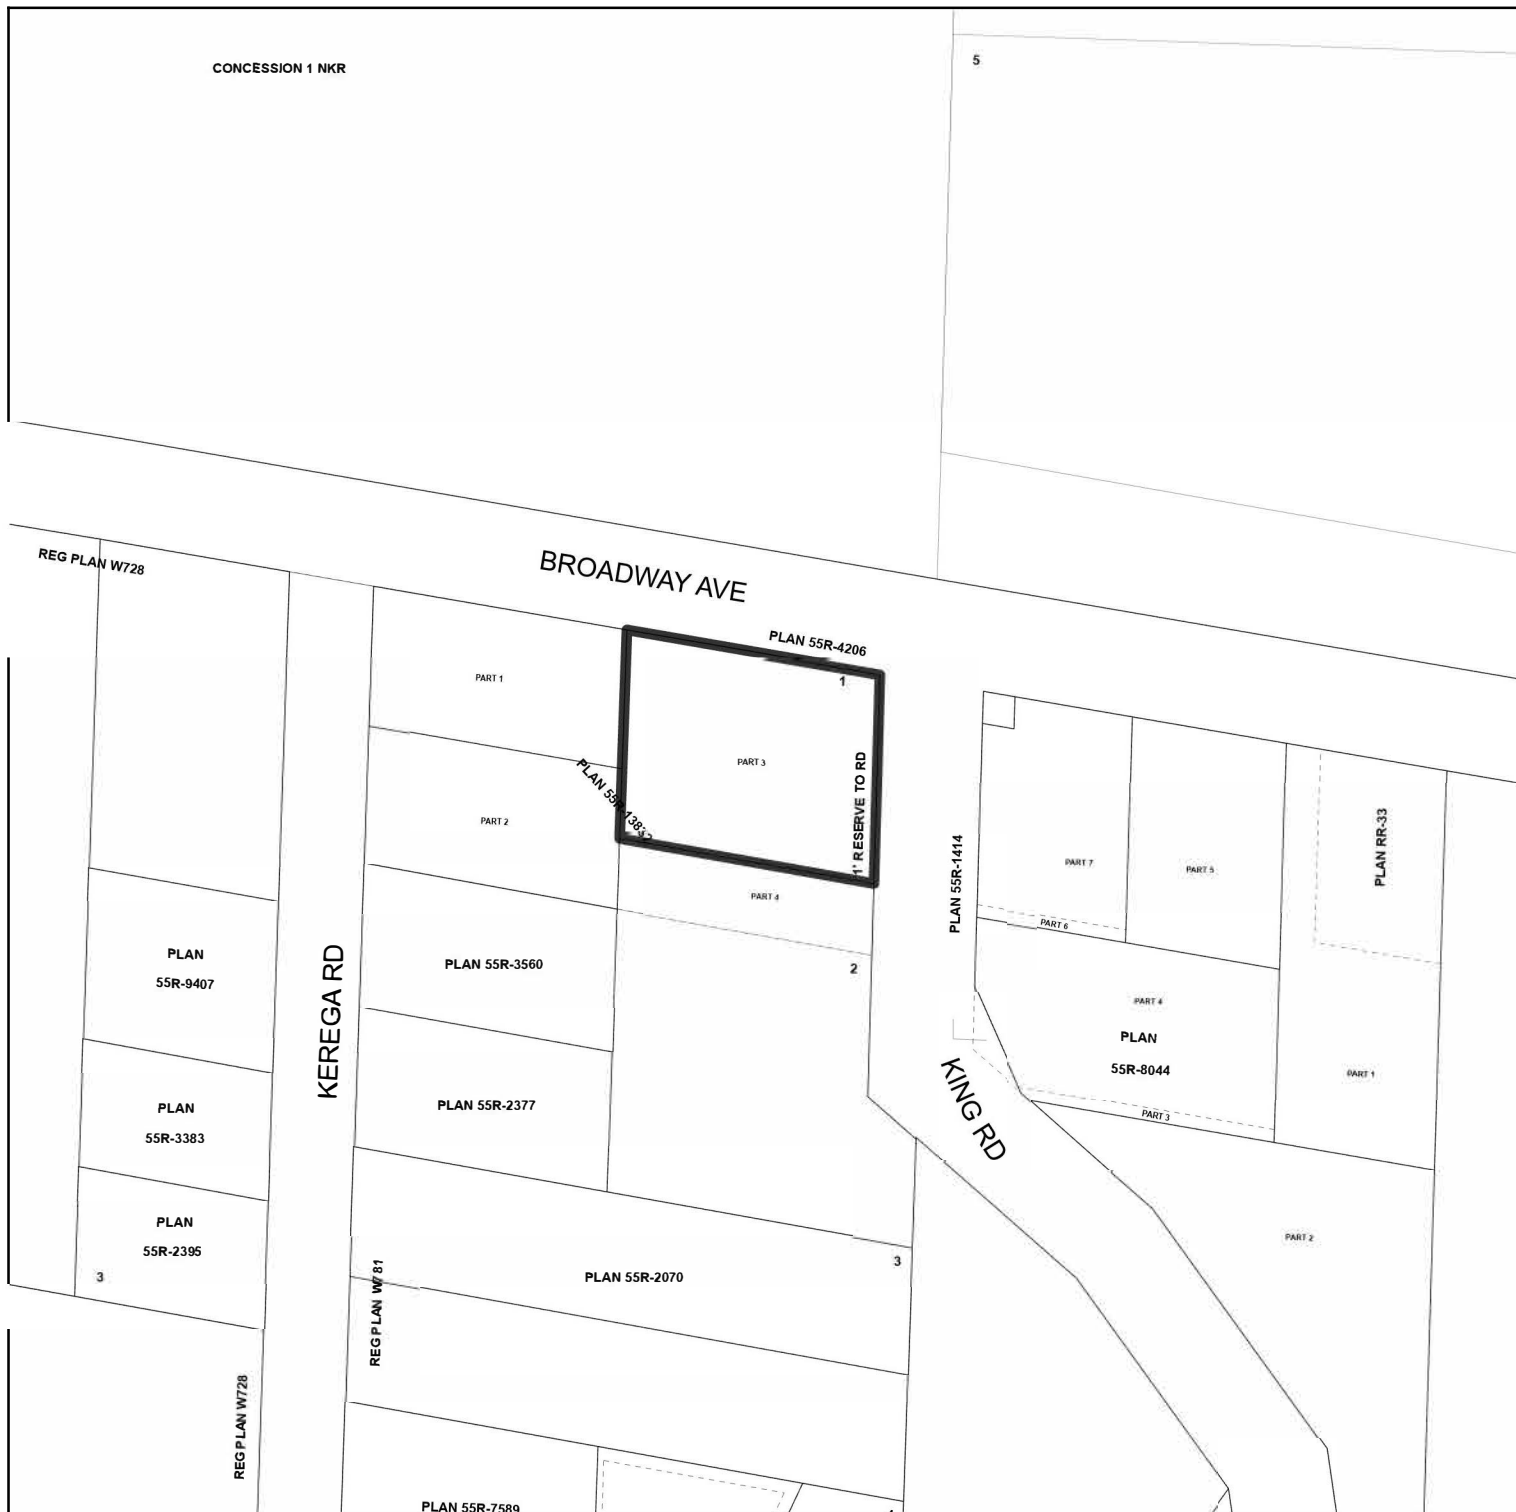 CONCESSION 1 NKR
5
REG PLAN W728
BROADWAY AVE
PLAN 55R-4206
1
PART 1
PART 3
PLAN 55R-13832
PART 2
1' RESERVE TO RD
PART 4
2
PLAN 55R-1414
PART 7
PART 5
PLAN RR-33
PART 6
PLAN
55R-9407
KEREGA RD
PLAN 55R-3560
PART 4
PLAN
55R-8044
PART 1
KING RD
PART 3
PLAN
55R-3383
PLAN 55R-2377
PLAN
55R-2395
3
PLAN 55R-2070
3
PART 2
REG PLAN W781
REG PLAN W728
PLAN 55R-7589